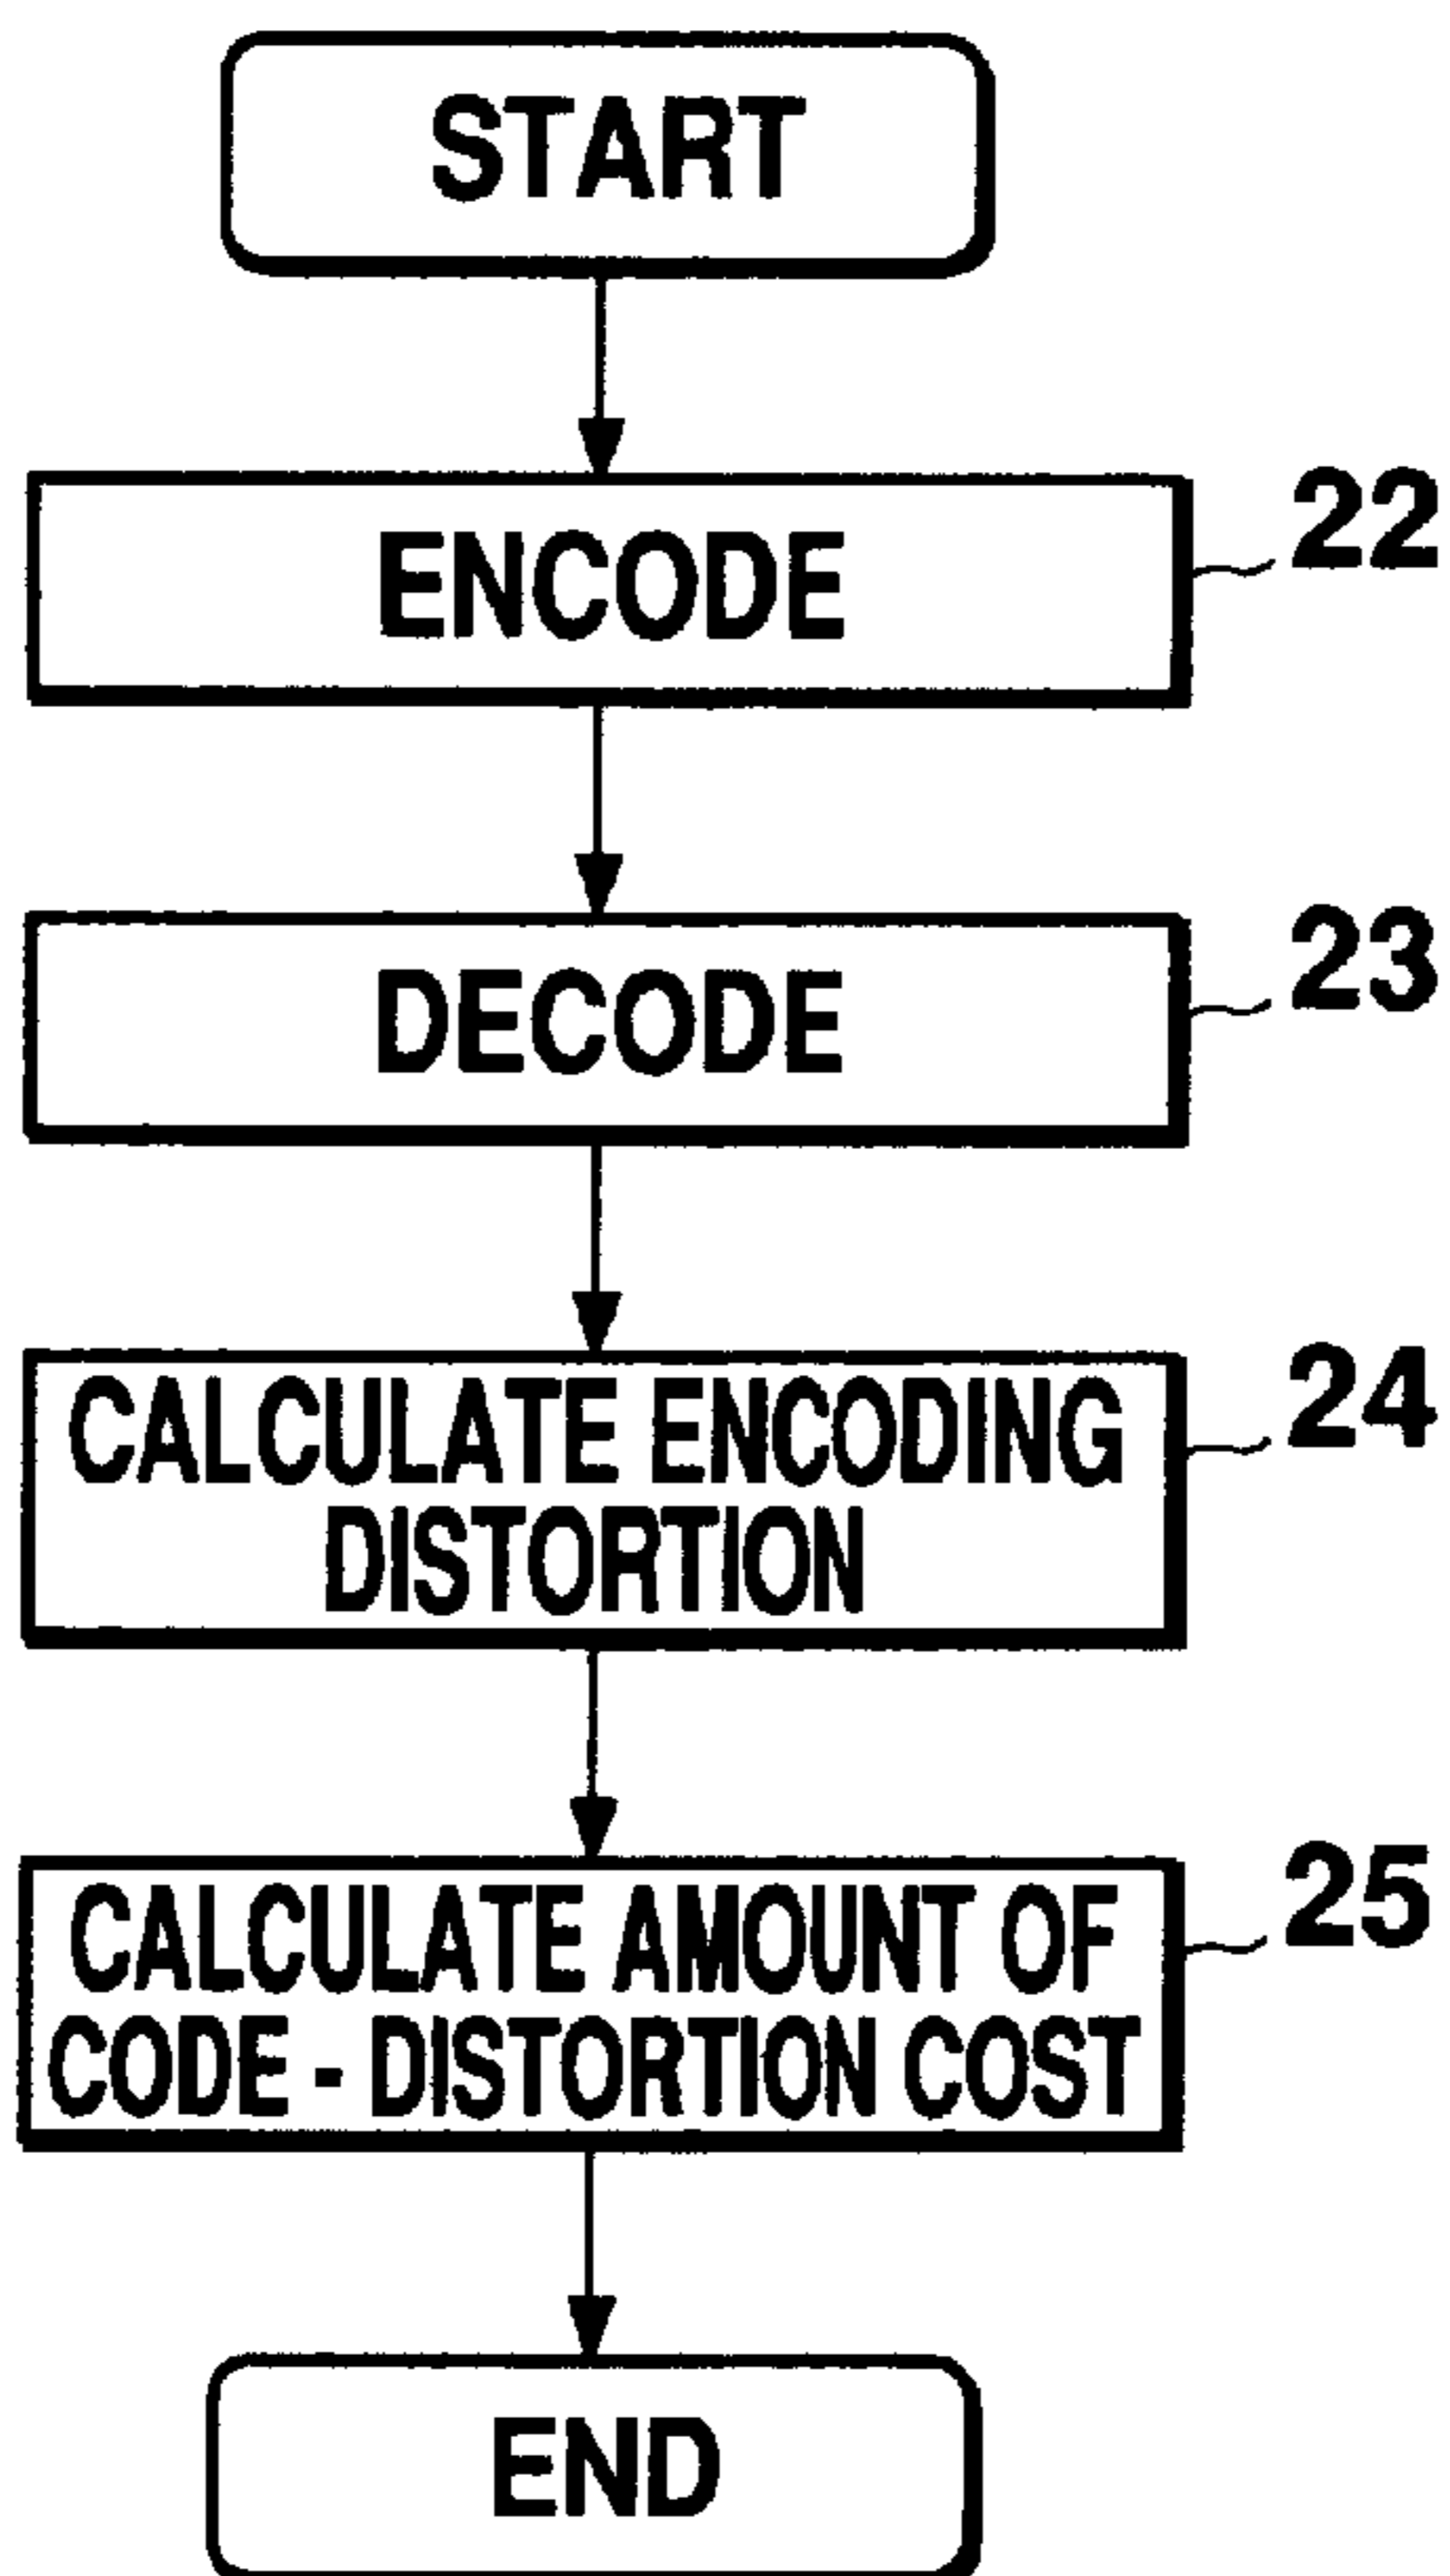 START
ENCODE
22
DECODE
23
CALCULATE ENCODING
DISTORTION
24
CALCULATE AMOUNT OF
CODE - DISTORTION COST
25
END